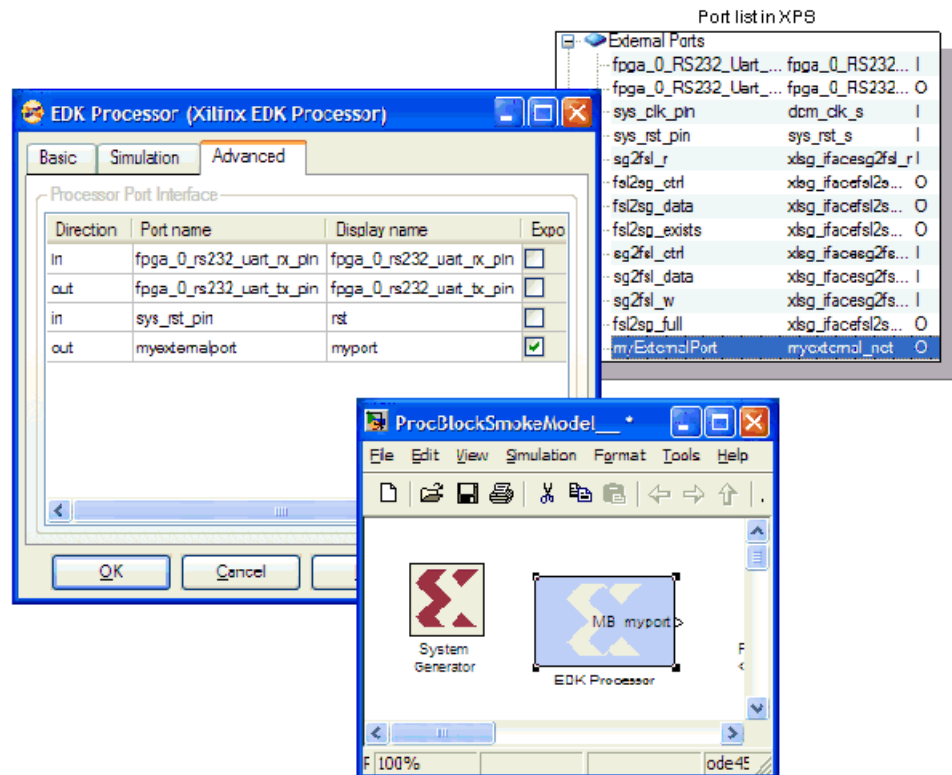 Port list in XPS
External Ports
fpga_0_RS232_Uart_... fpga_0_RS232... I
fpga_0_RS232_Uart_... fpga_0_RS232... O
sys_clk_pin dcm_clk_s I
sys_rst_pin sys_rst_s I
sg2fsl_r xlsg_ifacesg2fsl_r I
fsl2sg_ctrl xlsg_ifacefsl2s... O
fsl2sg_data xlsg_ifacefsl2s... O
fsl2sg_exists xlsg_ifacefsl2s... O
sg2fsl_ctrl xlsg_ifacesg2fs... I
sg2fsl_data xlsg_ifacesg2fs... I
sg2fsl_w xlsg_ifacesg2fs... I
fsl2sg_full xlsg_ifacefsl2s... O
myExternalPort myexternal_net O
EDK Processor (Xilinx EDK Processor)
Basic Simulation Advanced
Processor Port Interface
Direction Port name Display name Expo
in fpga_0_rs232_uart_rx_pin fpga_0_rs232_uart_rx_pin
out fpga_0_rs232_uart_tx_pin fpga_0_rs232_uart_tx_pin
in sys_rst_pin rst
out myexternalport myport
OK Cancel
ProcBlockSmokeModel__ *
File Edit View Simulation Format Tools Help
MB myport
System
Generator
EDK Processor
F 100% ode45